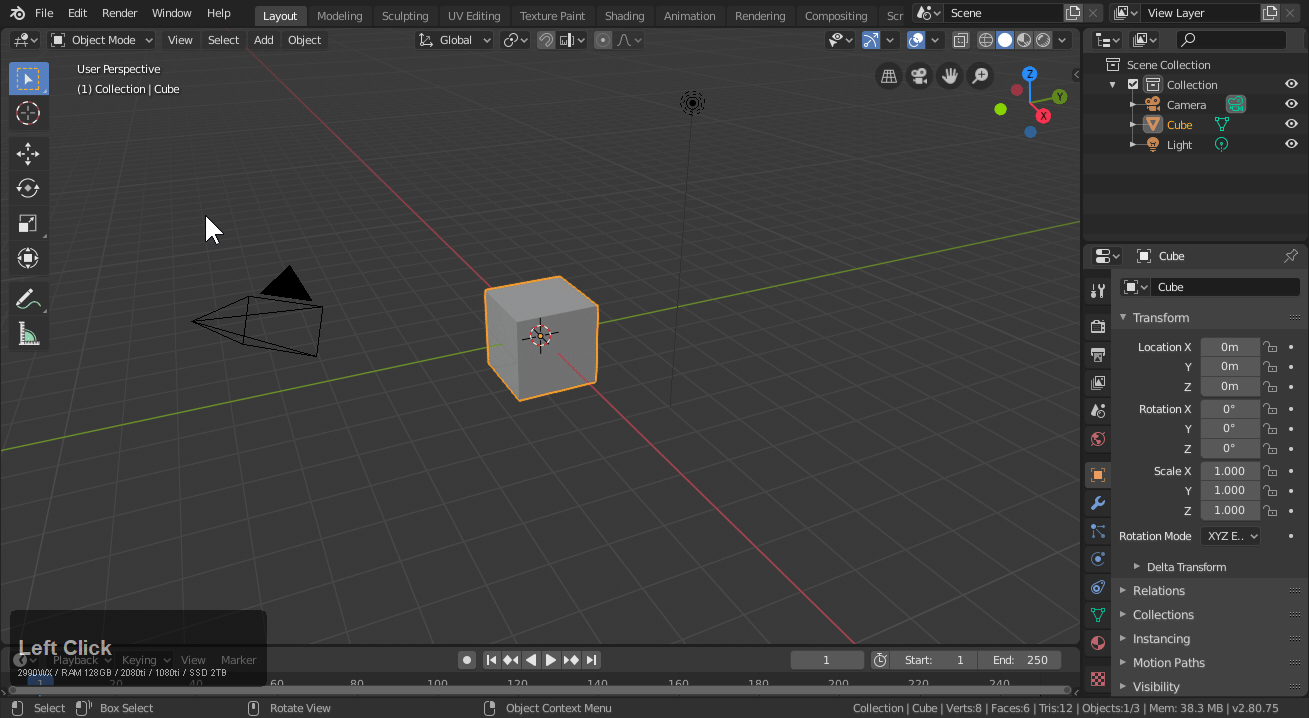 File Edit Render Window Help Layout Modeling Sculpting UV Editing Texture Paint Shading Animation Rendering Compositing Scr Scene View Layer
Object Mode View Select Add Object Global
User Perspective
(1) Collection | Cube
Z
Y
X
Scene Collection
Collection
Camera
Cube
Light
Cube
Cube
Transform
Location X 0m
Y 0m
Z 0m
Rotation X 0°
Y 0°
Z 0°
Scale X 1.000
Y 1.000
Z 1.000
Rotation Mode XYZ E..
Delta Transform
Relations
Collections
Instancing
Motion Paths
Visibility
Left Click
Playback Keying View Marker 1 Start: 1 End: 250
2990WX / RAM 128GB / 2080ti / 1080ti / SSD 2TB
1 20 40 60 80 100 120 140 160 180 200 220 240
Select Box Select Rotate View Object Context Menu Collection | Cube | Verts:8 | Faces:6 | Tris:12 | Objects:1/3 | Mem: 38.3 MB | v2.80.75